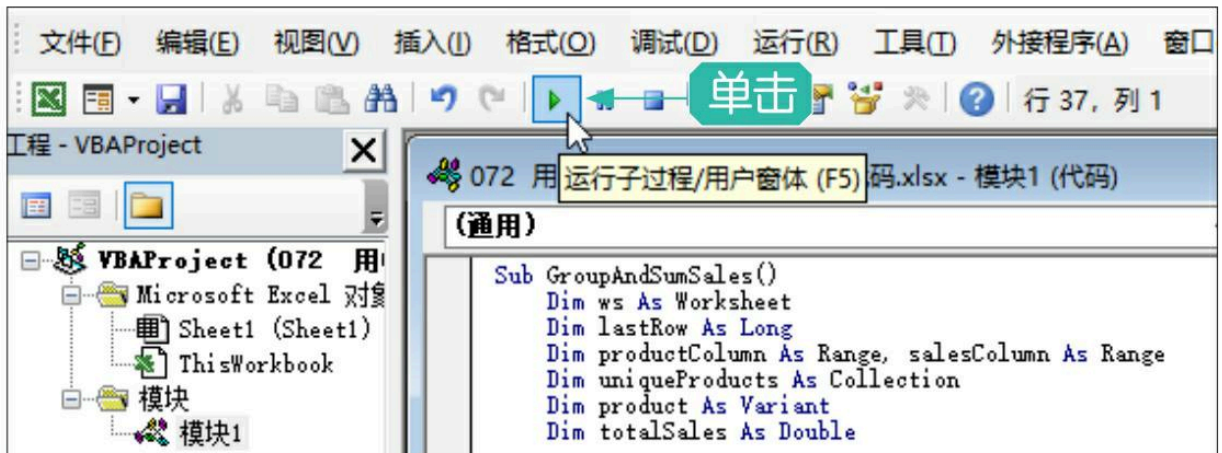 文件(F) 编辑(E) 视图(V) 插入(I) 格式(O) 调试(D) 运行(R) 工具(T) 外接程序(A) 窗口
单击 行 37, 列 1
工程 - VBAProject
运行子过程/用户窗体 (F5)
072 用 码.xlsx - 模块1 (代码)
(通用)
VBAProject (072 用
Microsoft Excel 对象
Sheet1 (Sheet1)
ThisWorkbook
模块
模块1
Sub GroupAndSumSales()
Dim ws As Worksheet
Dim lastRow As Long
Dim productColumn As Range, salesColumn As Range
Dim uniqueProducts As Collection
Dim product As Variant
Dim totalSales As Double